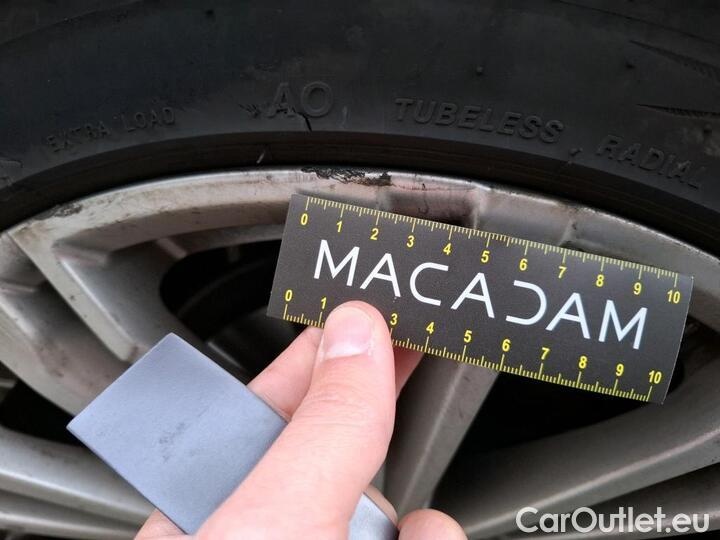 EXTRA LOAD
AO
TUBELESS
RADIAL
0 1 2 3 4 5 6 7 8 9 10
MACADAM
0 1 3 4 5 6 7 8 9 10
CarOutlet.eu